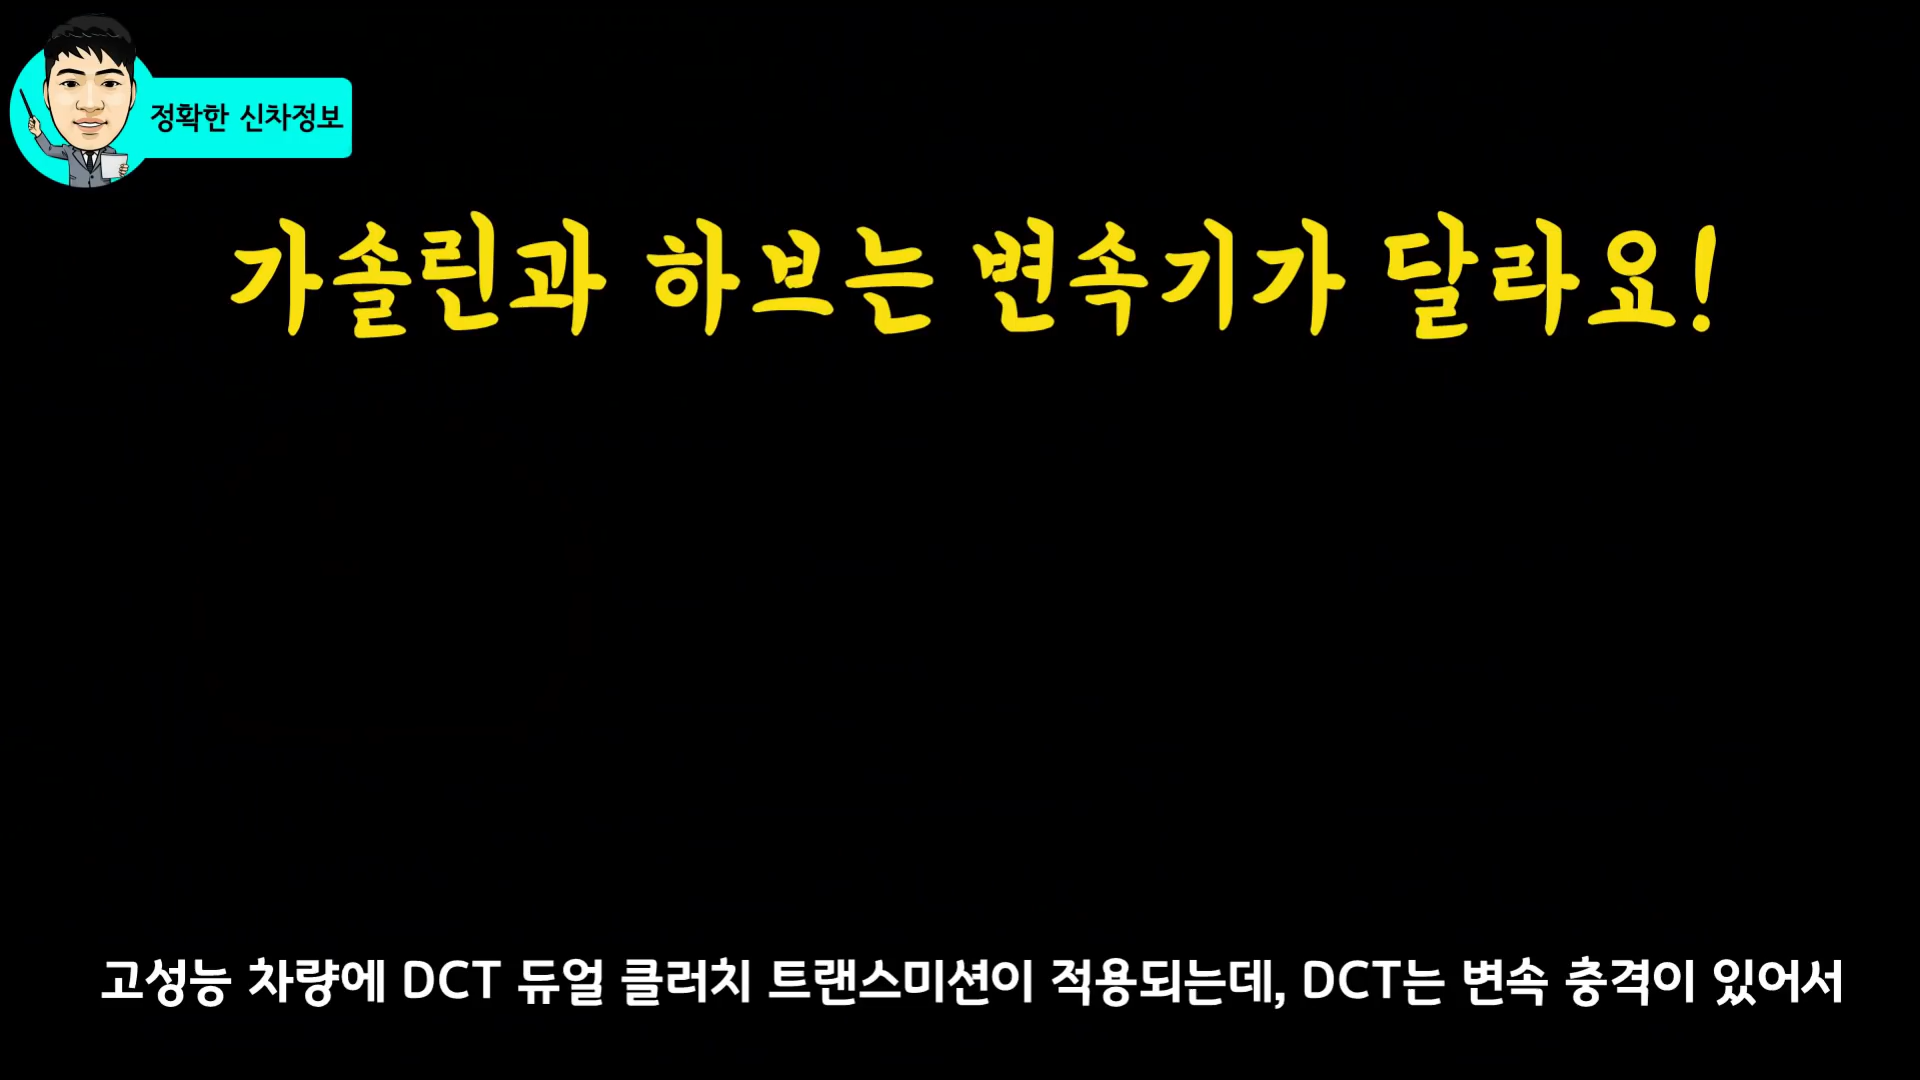 정확한 신차정보
가솔린과 하브는 변속기가 달라요!
고성능 차량에 DCT 듀얼 클러치 트랜스미션이 적용되는데, DCT는 변속 충격이 있어서